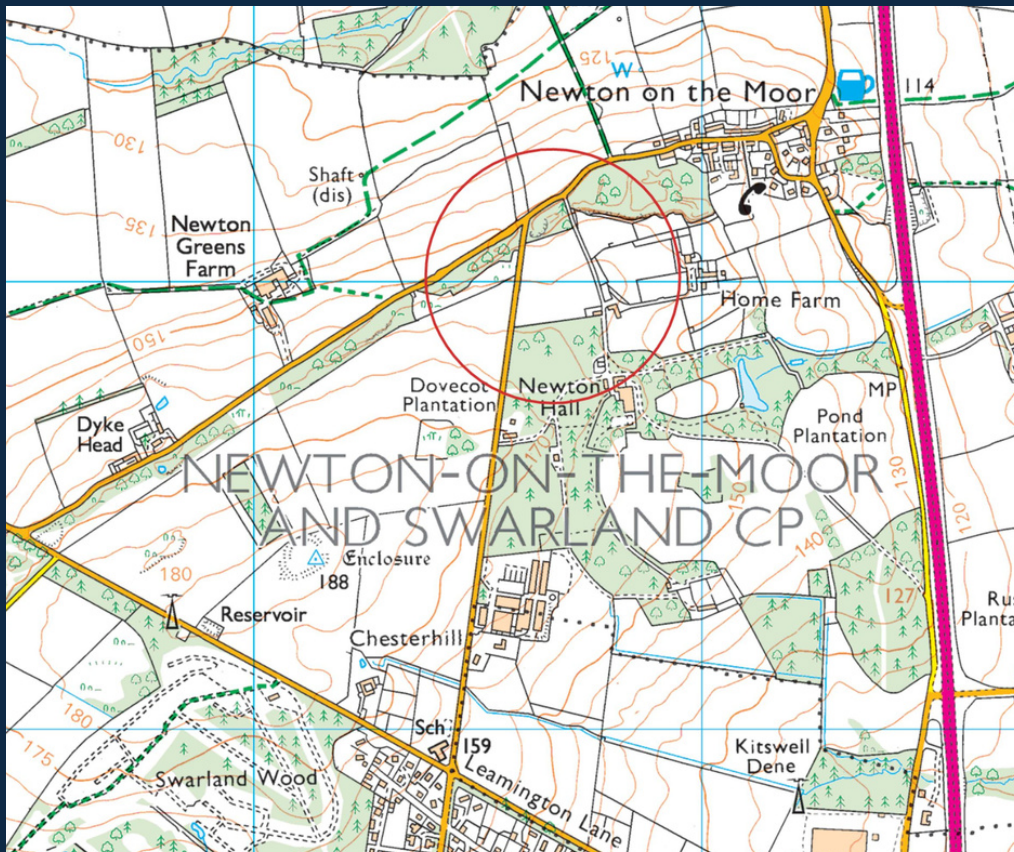 125
W
Newton on the Moor
114
130
Shaft
(dis)
135
Newton
Greens
Farm
150
Home Farm
MP
Dovecot
Plantation
Newton
Hall
Pond
Plantation
Dyke
Head
130
NEWTON-ON-THE-MOOR
AND SWARLAND CP
150
120
140
Enclosure
188
180
127
Reservoir
Chesterhill
180
175
Sch
159
Leamington Lane
Kitswell
Dene
Swarland Wood